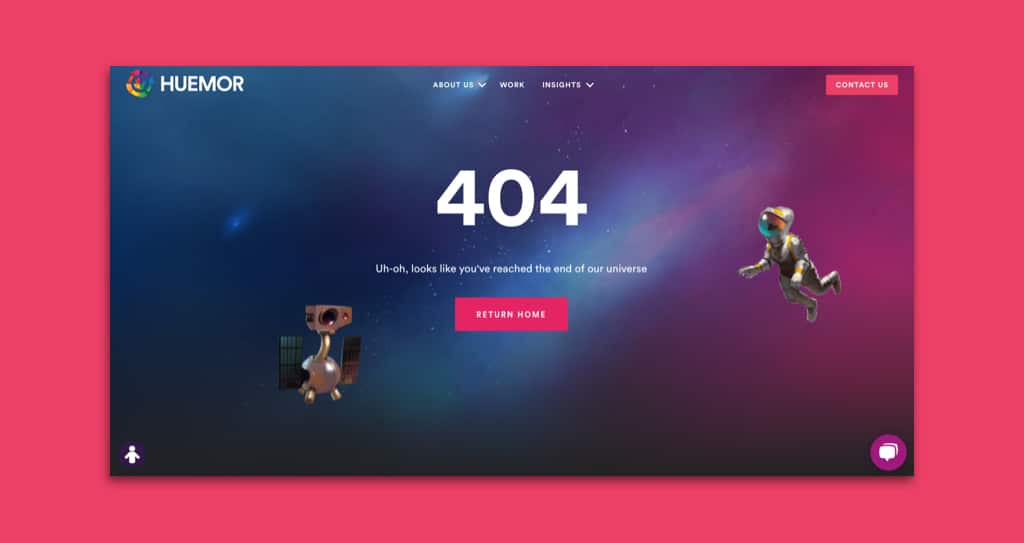 HUEMOR
ABOUT US
WORK
INSIGHTS
CONTACT US
404
Uh-oh, looks like you've reached the end of our universe
RETURN HOME